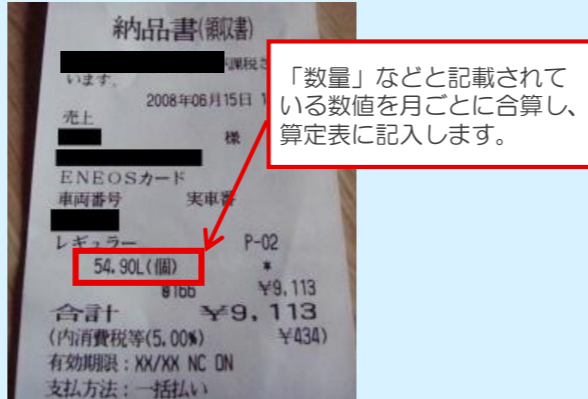 納品書(領収書)
います。
2008年06月15日
売上
様
ENEOSカード
車両番号 実車番
レギュラー P-02
54.90L(個) *
@166 ¥9,113
合計 ¥9,113
(内消費税等(5.00%) ¥434)
有効期限:XX/XX NC ON
支払方法:一括払い
「数量」などと記載されて
いる数値を月ごとに合算し、
算定表に記入します。